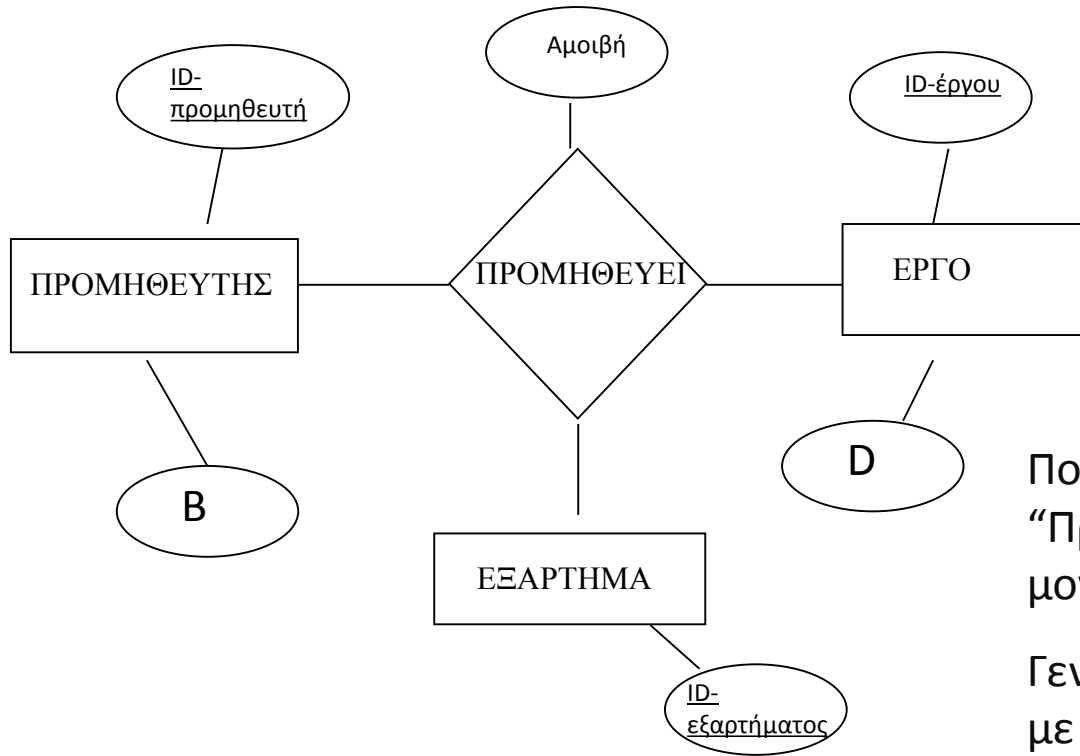 Αμοιβή
ID-
προμηθευτή
ID-έργου
ΠΡΟΜΗΘΕΥΤΗΣ
ΠΡΟΜΗΘΕΥΕΙ
ΕΡΓΟ
B
D
ΕΞΑΡΤΗΜΑ
ID-
εξαρτήματος